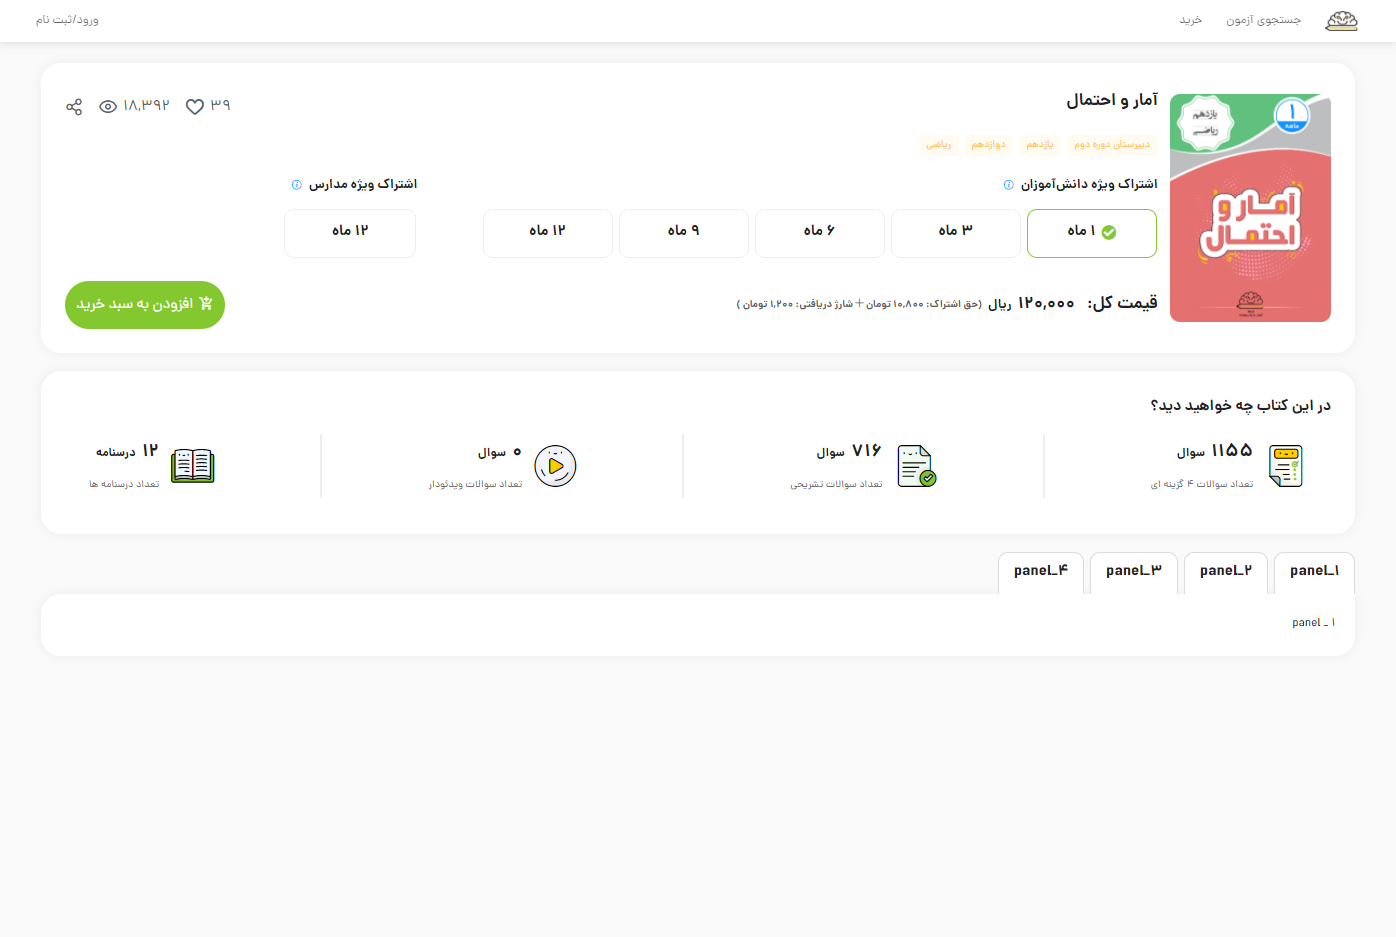 جستجوی آزمون
خرید
ورود/ثبت نام
یازدهم
ریاضی
۱
ماهه
آمار و
احتمال
آمار و احتمال
۳۹
۱۸,۳۹۲
دبیرستان دوره دوم
یازدهم
دوازدهم
ریاضی
اشتراک ویژه دانش‌آموزان
اشتراک ویژه مدارس
۱ ماه
۳ ماه
۶ ماه
۹ ماه
۱۲ ماه
۱۲ ماه
قیمت کل: ۱۲۰,۰۰۰ ریال (حق اشتراک: ۱۰,۸۰۰ تومان + شارژ دریافتی: ۱,۲۰۰ تومان )
افزودن به سبد خرید
در این کتاب چه خواهید دید؟
۱۱۵۵ سوال
تعداد سوالات ۴ گزینه ای
۷۱۶ سوال
تعداد سوالات تشریحی
۰ سوال
تعداد سوالات ویدئودار
۱۲ درسنامه
تعداد درسنامه ها
panel_۱
panel_۲
panel_۳
panel_۴
panel _ ۱